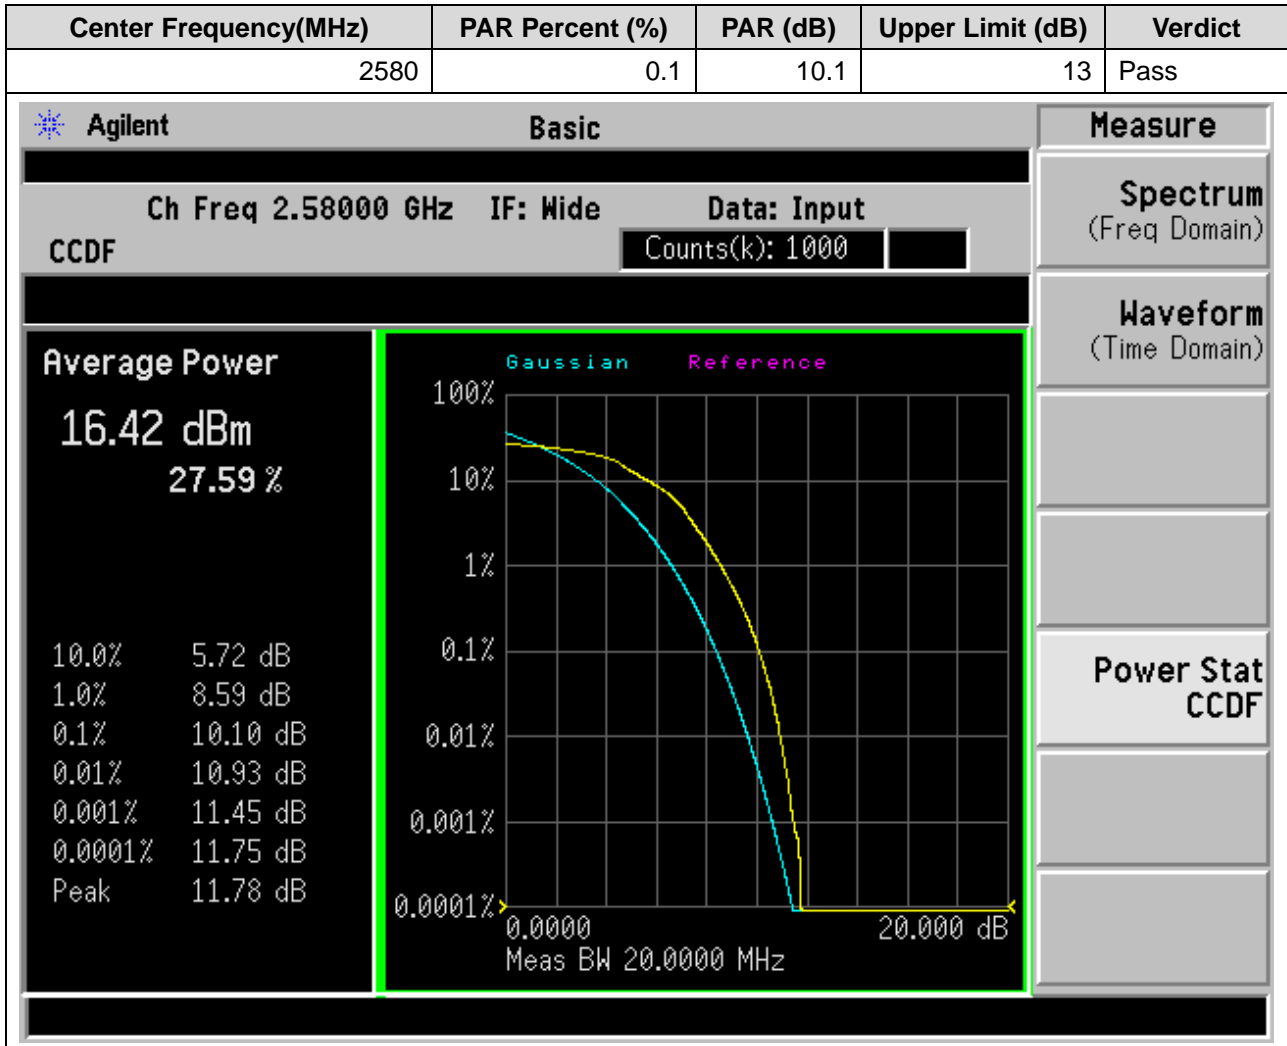 Center Frequency(MHz) PAR Percent (%) PAR (dB) Upper Limit (dB) Verdict
2580 0.1 10.1 13 Pass
Agilent Basic Measure
Ch Freq 2.58000 GHz IF: Wide Data: Input
CCDF Counts(k): 1000
Spectrum
(Freq Domain)
Waveform
(Time Domain)
Power Stat
CCDF
Average Power
16.42 dBm
27.59 %
10.0% 5.72 dB
1.0% 8.59 dB
0.1% 10.10 dB
0.01% 10.93 dB
0.001% 11.45 dB
0.0001% 11.75 dB
Peak 11.78 dB
Gaussian Reference
100%
10%
1%
0.1%
0.01%
0.001%
0.0001%
0.0000 20.000 dB
Meas BW 20.0000 MHz